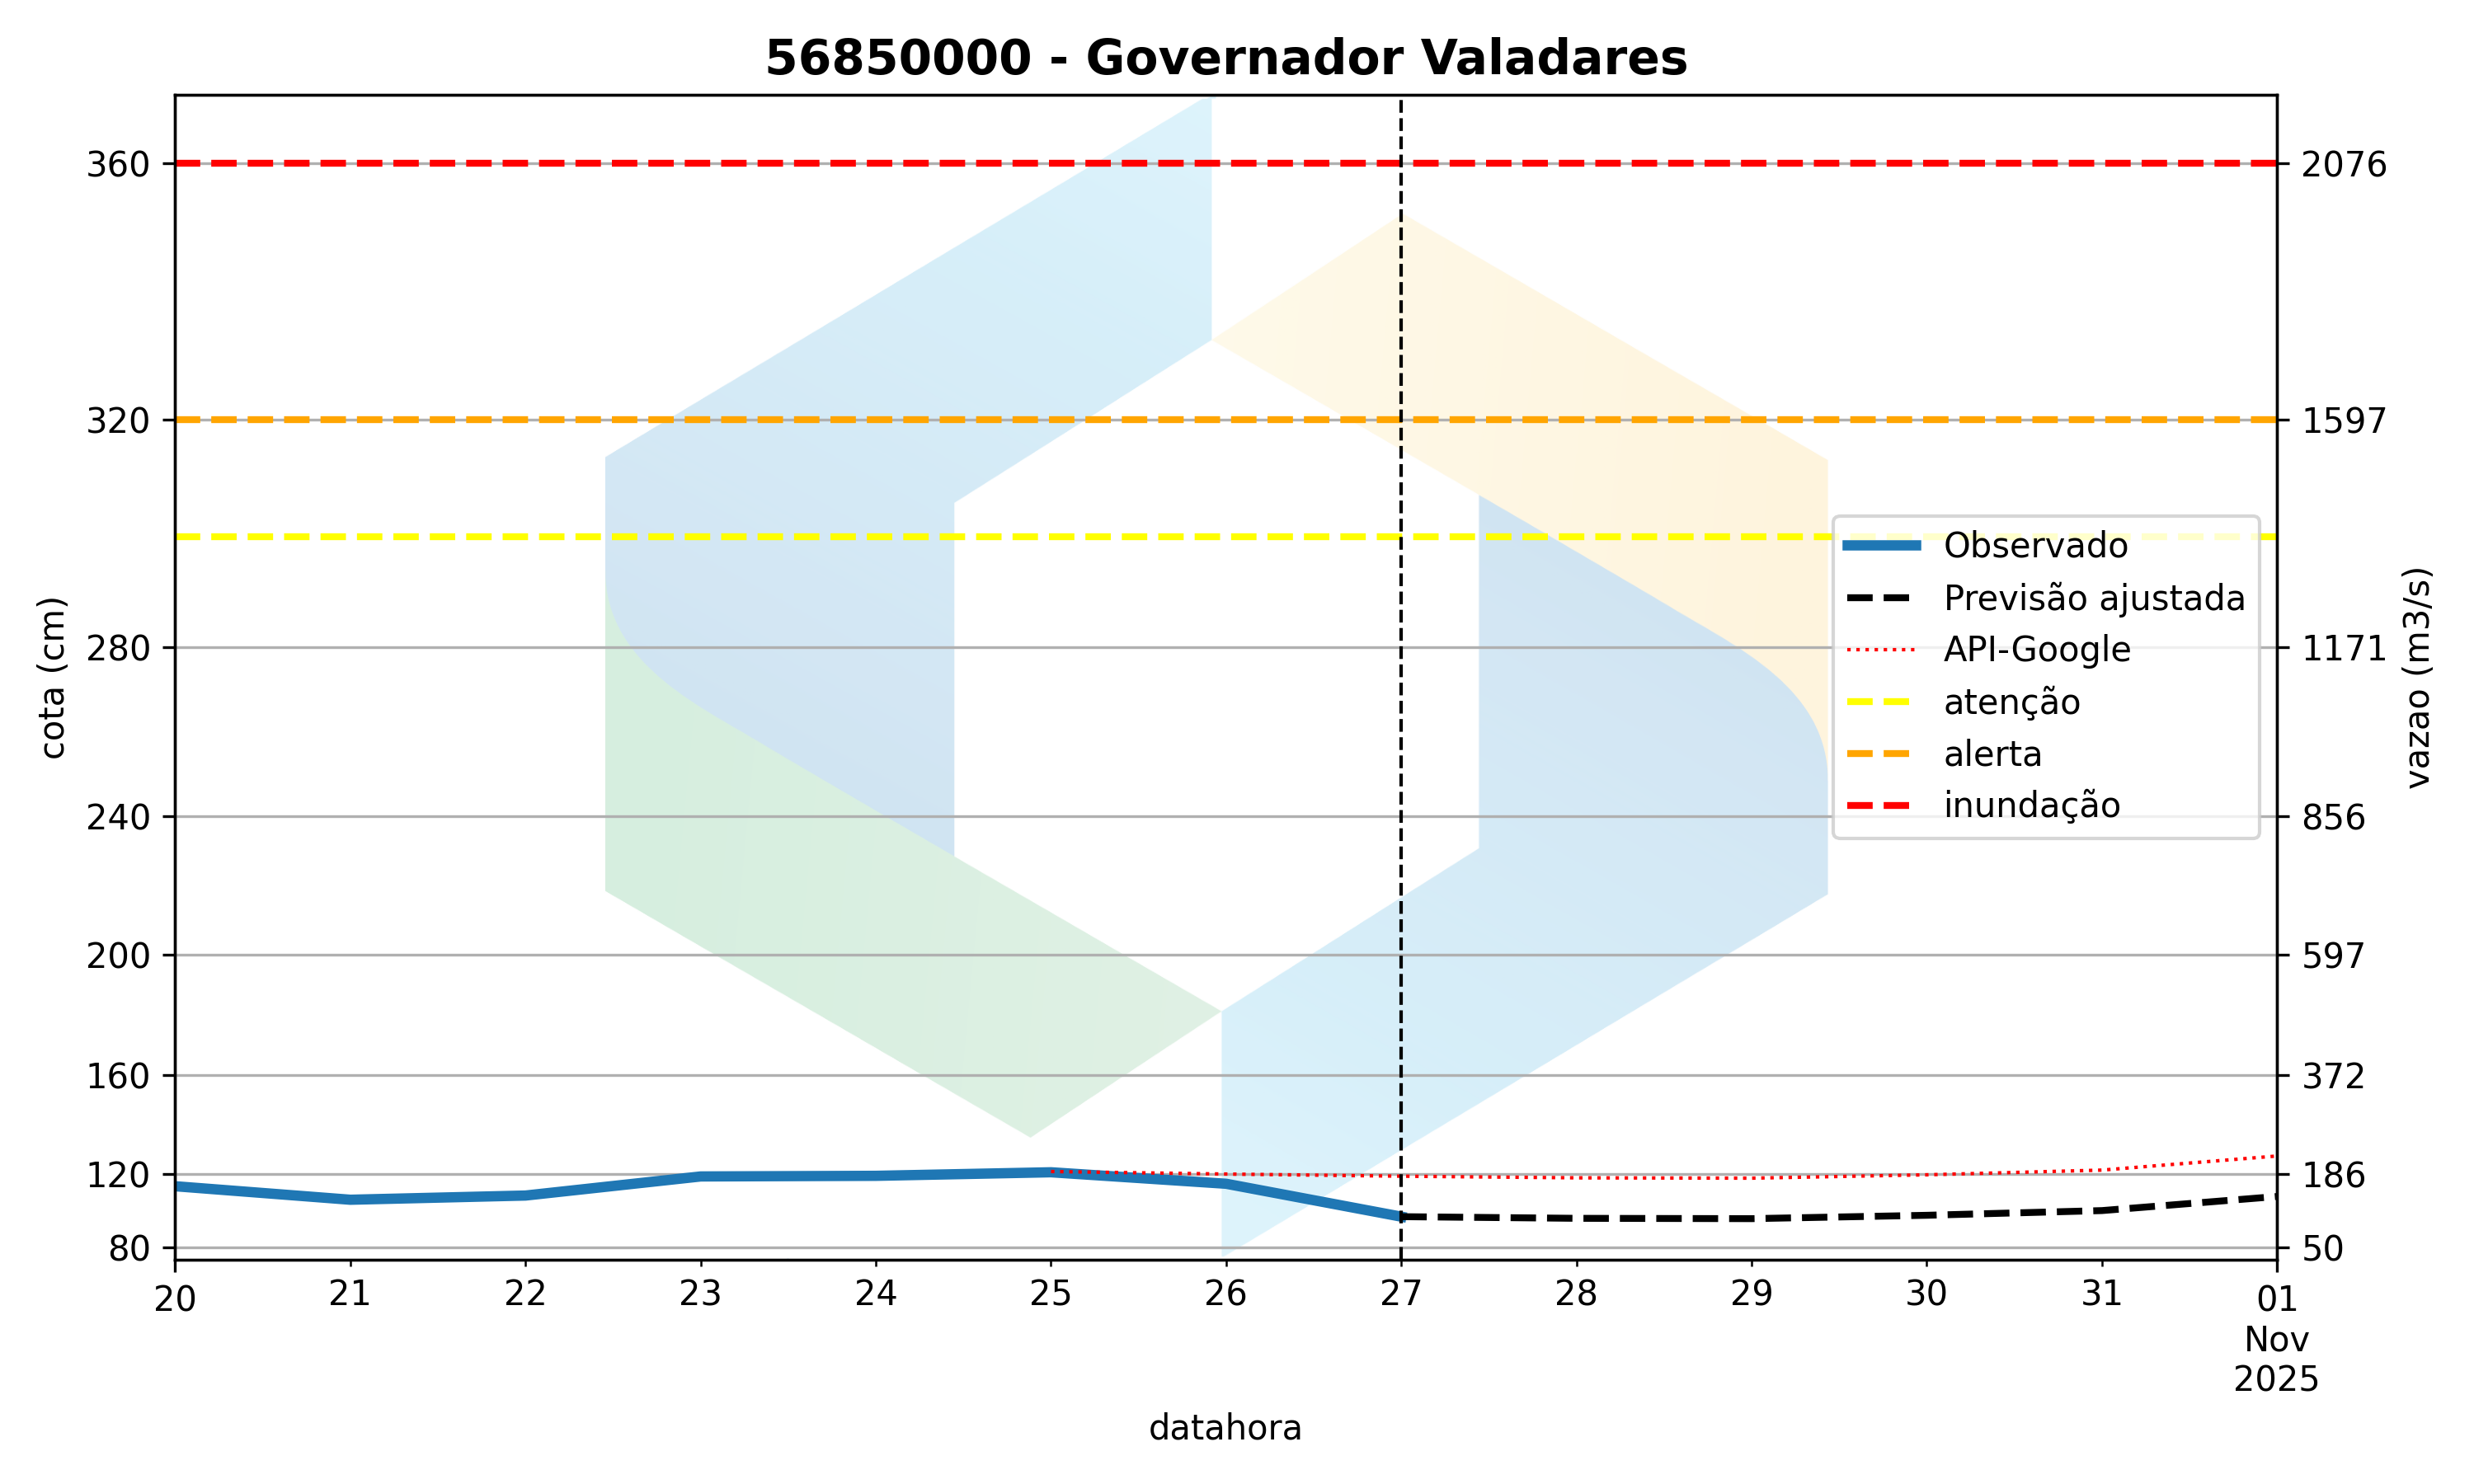 56850000 - Governador Valadares
360
320
280
240
200
160
120
80
cota (cm)
2076
1597
1171
856
597
372
186
50
vazao (m3/s)
Observado
Previsão ajustada
API-Google
atenção
alerta
inundação
20 21 22 23 24 25 26 27 28 29 30 31 01
Nov
2025
datahora